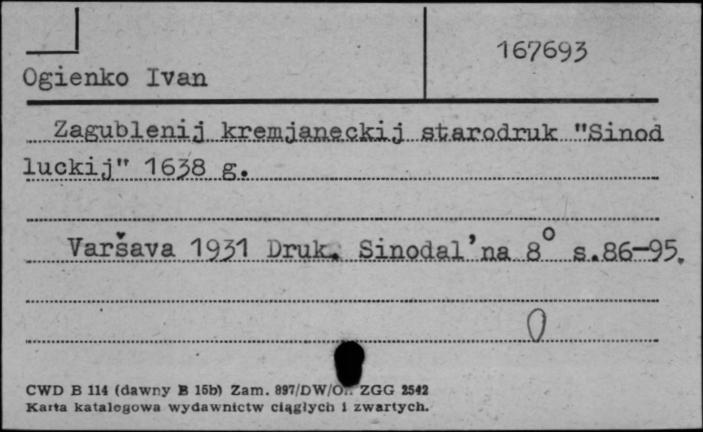 167693
Ogienko Ivan
Zagublenij kremjaneckij starodruk "Sinod
luckij" 1638 g.
Varšava 1931 Druk. Sinodal'na 8° s.86-95.
CWD B 114 (dawny B 15b) Zam. 897/DW/O ZGG 2542
Karta katalogowa wydawnictw ciągłych i zwartych.